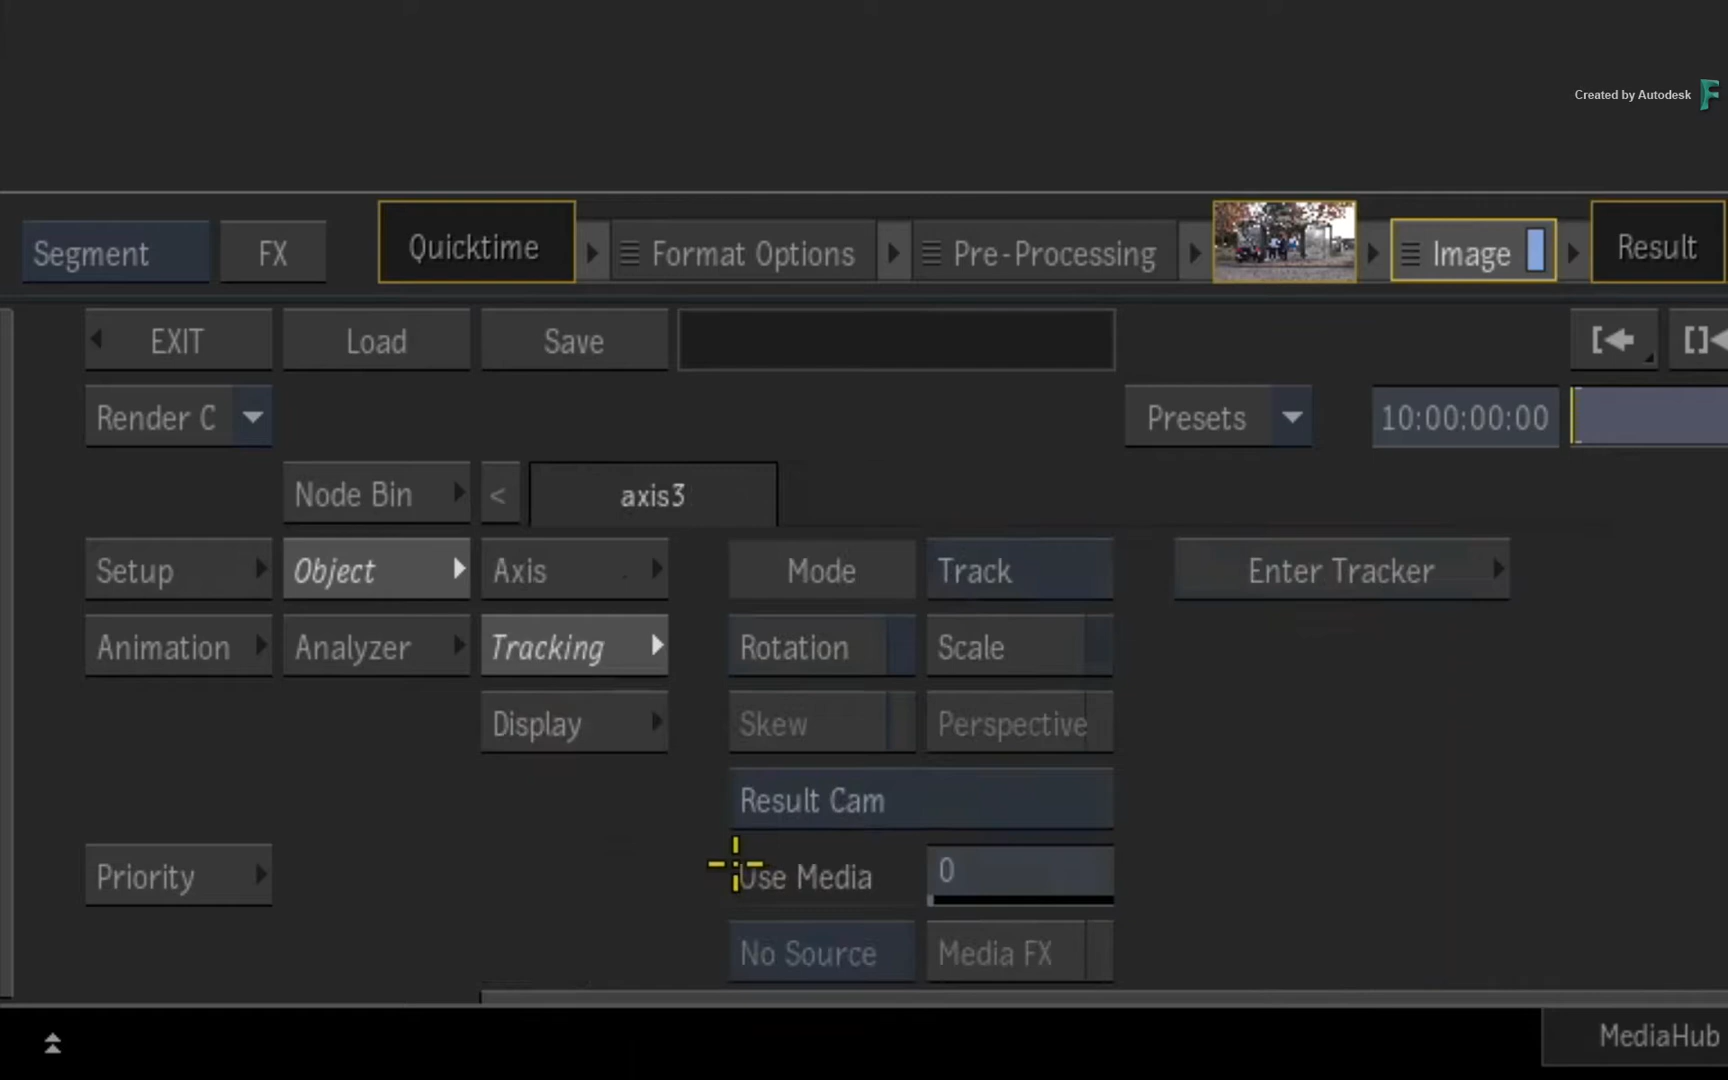 Created by Autodesk
Segment FX Quicktime Format Options Pre-Processing Image Result
EXIT Load Save
Render C Presets 10:00:00:00
Node Bin < axis3
Setup Object Axis Mode Track Enter Tracker
Animation Analyzer Tracking Rotation Scale
Display Skew Perspective
Result Cam
Priority Use Media 0
No Source Media FX
MediaHub